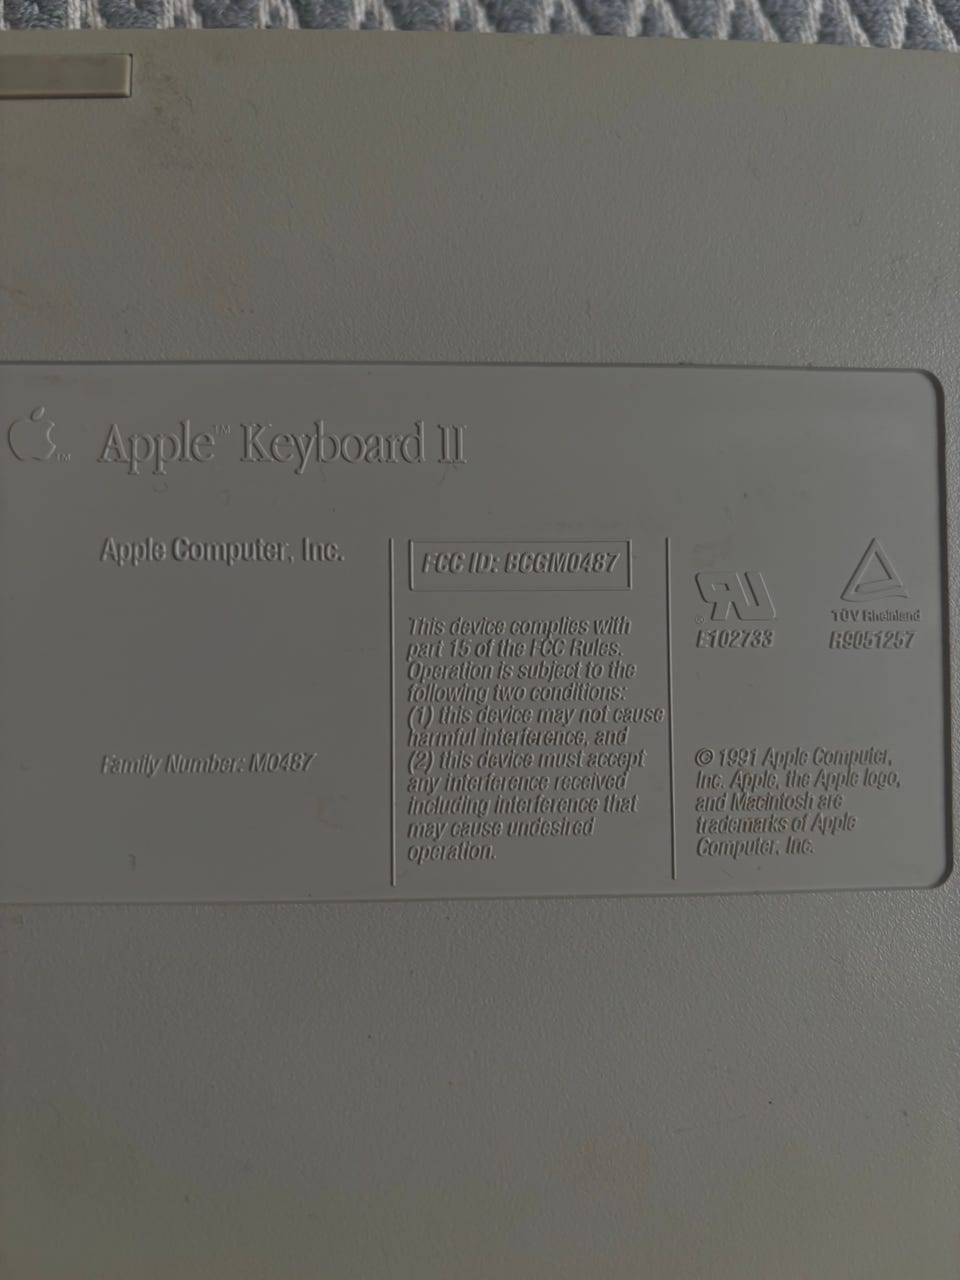 Apple™ Keyboard II
Apple Computer, Inc.
Family Number: M0487
FCC ID: BCGM0487
This device complies with
part 15 of the FCC Rules.
Operation is subject to the
following two conditions:
(1) this device may not cause
harmful interference, and
(2) this device must accept
any interference received
including interference that
may cause undesired
operation.
® E102733
TÜV Rheinland
R9051257
© 1991 Apple Computer,
Inc. Apple, the Apple logo,
and Macintosh are
trademarks of Apple
Computer, Inc.